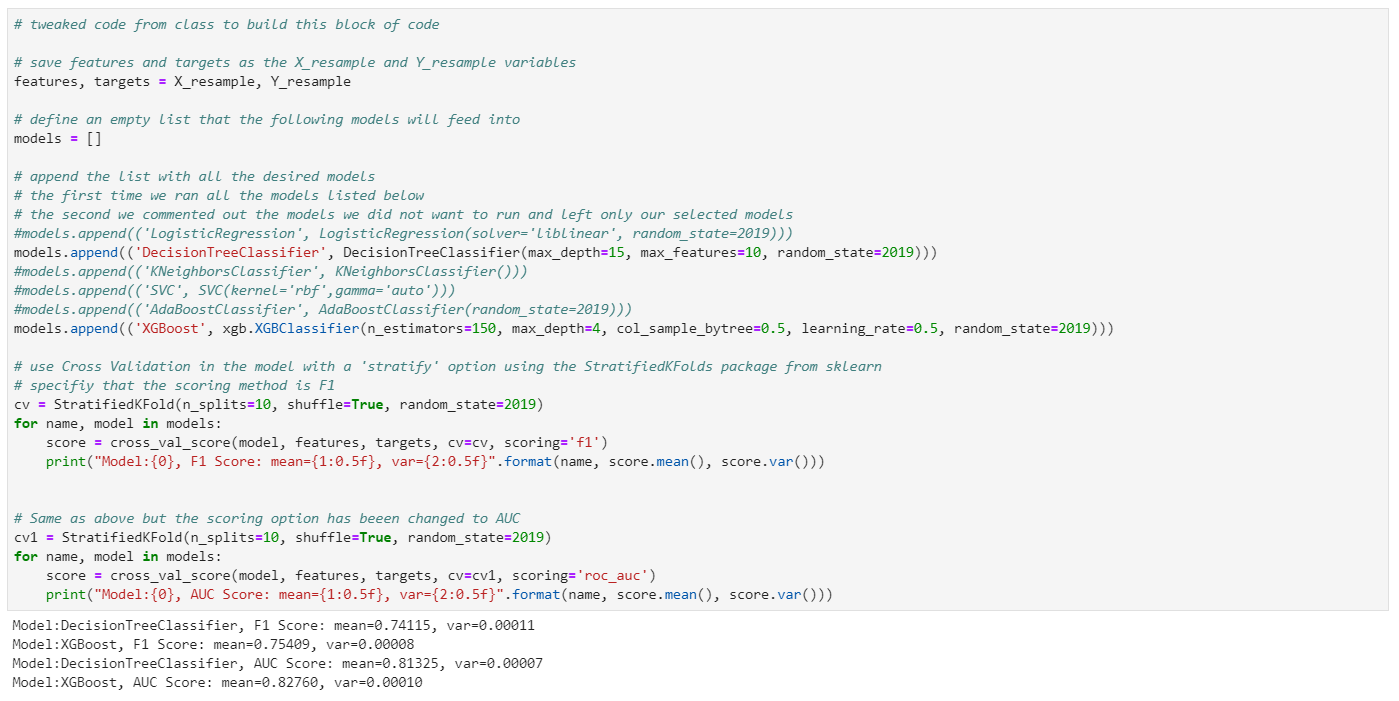 # tweaked code from class to build this block of code
# save features and targets as the X_resample and Y_resample variables
features, targets = X_resample, Y_resample
# define an empty list that the following models will feed into
models = []
# append the list with all the desired models
# the first time we ran all the models listed below
# the second we commented out the models we did not want to run and left only our selected models
#models.append(('LogisticRegression', LogisticRegression(solver='liblinear', random_state=2019)))
models.append(('DecisionTreeClassifier', DecisionTreeClassifier(max_depth=15, max_features=10, random_state=2019)))
#models.append(('KNeighborsClassifier', KNeighborsClassifier()))
#models.append(('SVC', SVC(kernel='rbf',gamma='auto')))
#models.append(('AdaBoostClassifier', AdaBoostClassifier(random_state=2019)))
models.append(('XGBoost', xgb.XGBClassifier(n_estimators=150, max_depth=4, col_sample_bytree=0.5, learning_rate=0.5, random_state=2019)))
# use Cross Validation in the model with a 'stratify' option using the StratifiedKFolds package from sklearn
# specifiy that the scoring method is F1
cv = StratifiedKFold(n_splits=10, shuffle=True, random_state=2019)
for name, model in models:
    score = cross_val_score(model, features, targets, cv=cv, scoring='f1')
    print("Model:{0}, F1 Score: mean={1:0.5f}, var={2:0.5f}".format(name, score.mean(), score.var()))
# Same as above but the scoring option has beeen changed to AUC
cv1 = StratifiedKFold(n_splits=10, shuffle=True, random_state=2019)
for name, model in models:
    score = cross_val_score(model, features, targets, cv=cv1, scoring='roc_auc')
    print("Model:{0}, AUC Score: mean={1:0.5f}, var={2:0.5f}".format(name, score.mean(), score.var()))
Model:DecisionTreeClassifier, F1 Score: mean=0.74115, var=0.00011
Model:XGBoost, F1 Score: mean=0.75409, var=0.00008
Model:DecisionTreeClassifier, AUC Score: mean=0.81325, var=0.00007
Model:XGBoost, AUC Score: mean=0.82760, var=0.00010